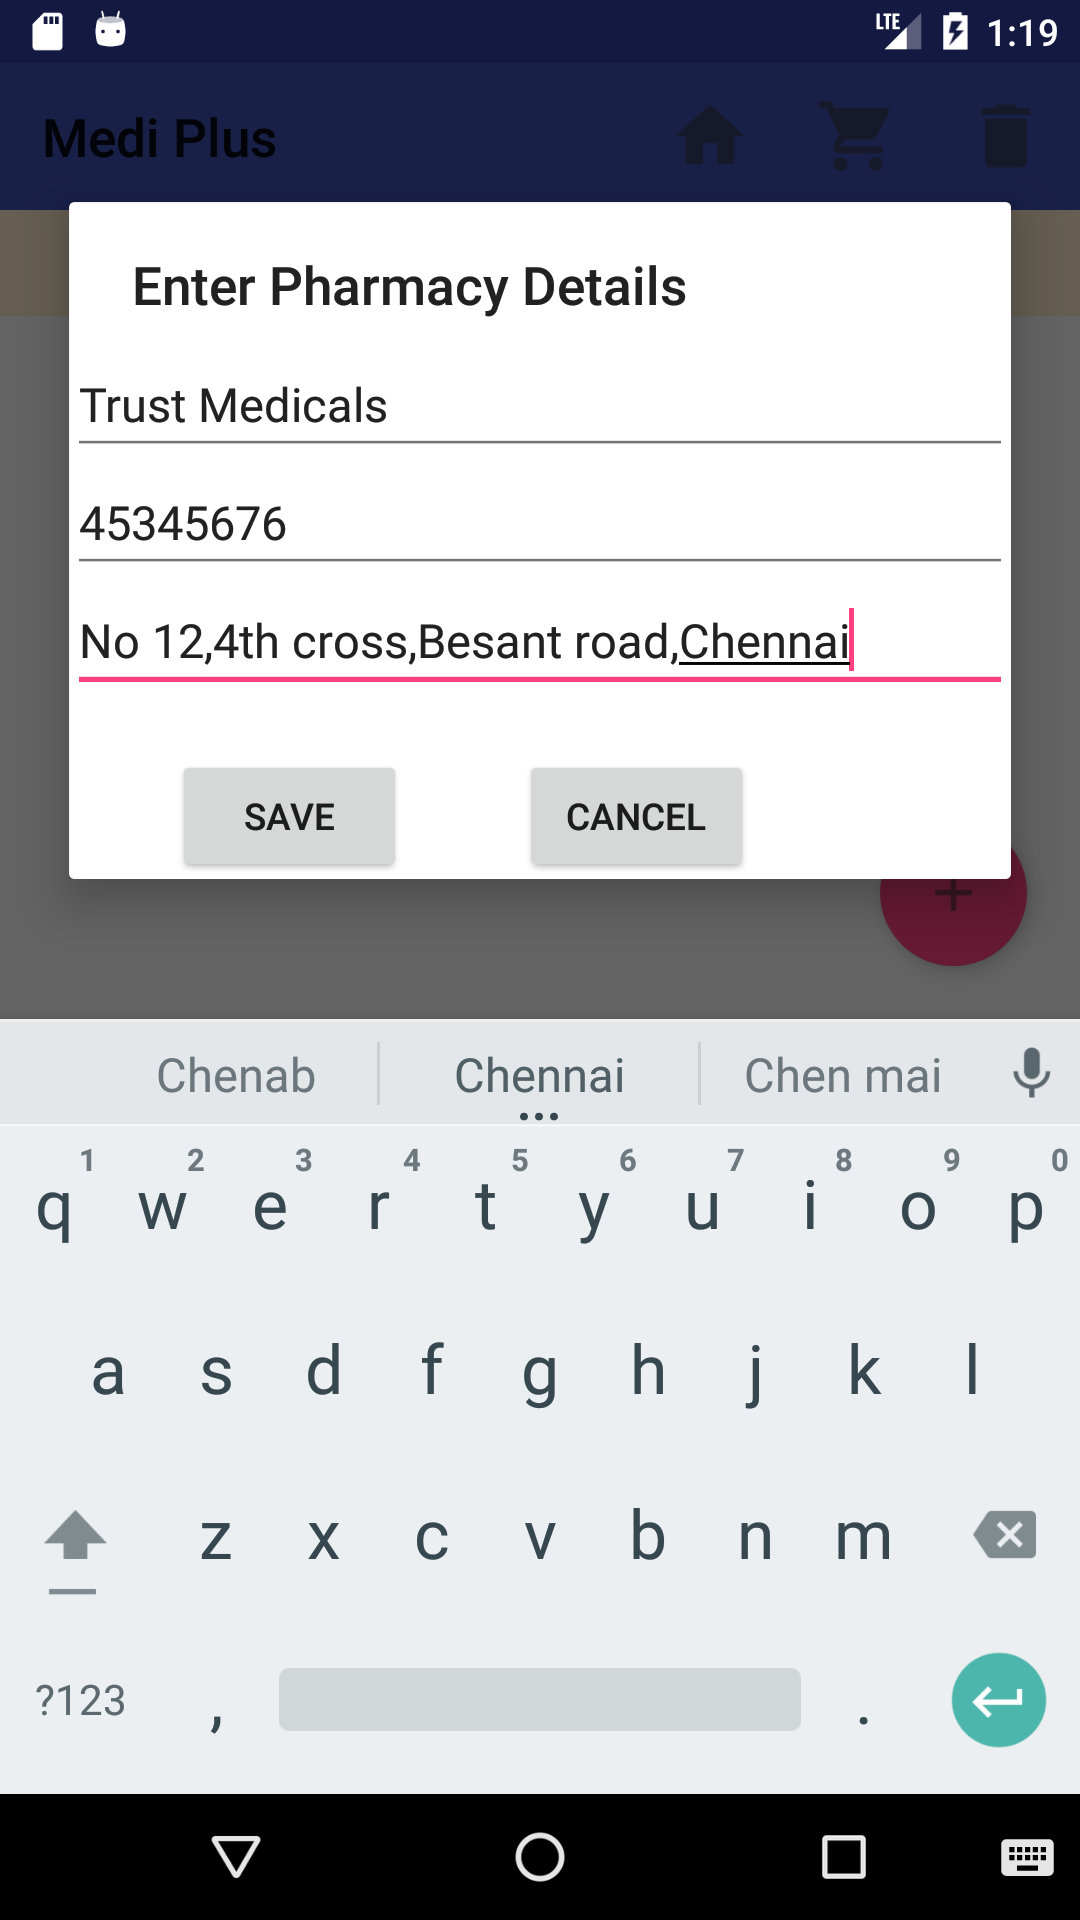 LTE 1:19
Medi Plus
Enter Pharmacy Details
Trust Medicals
45345676
No 12,4th cross,Besant road,Chennai
SAVE CANCEL
+
Chenab Chennai Chen mai
1 2 3 4 5 6 7 8 9 0
q w e r t y u i o p
a s d f g h j k l
z x c v b n m
?123 , .